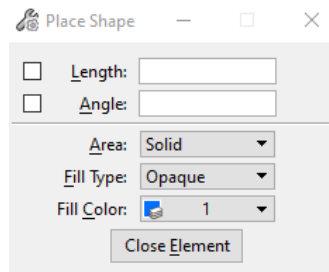 Place Shape
Length:
Angle:
Area: Solid
Fill Type: Opaque
Fill Color: 1
Close Element